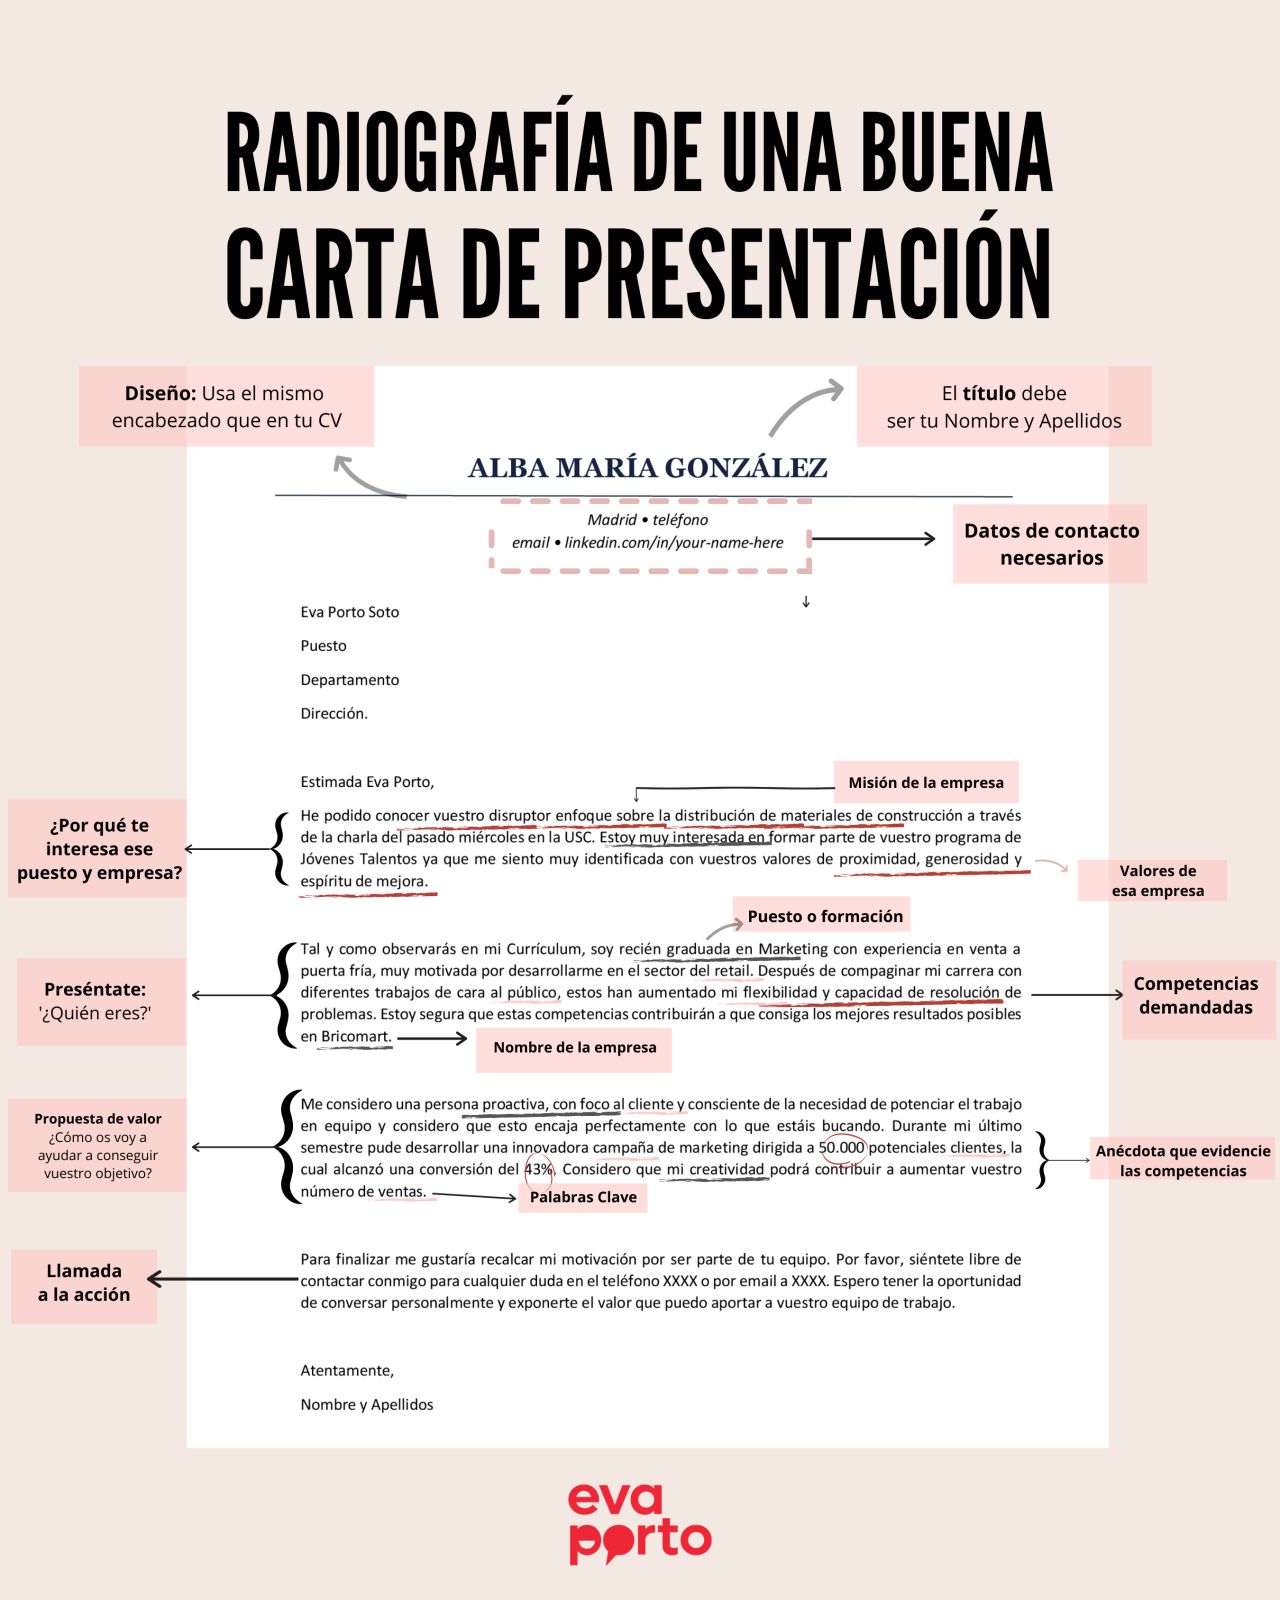 RADIOGRAFÍA DE UNA BUENA
CARTA DE PRESENTACIÓN
Diseño: Usa el mismo
encabezado que en tu CV
El título debe
ser tu Nombre y Apellidos
ALBA MARÍA GONZÁLEZ
Madrid • teléfono
email • linkedin.com/in/your-name-here
Datos de contacto
necesarios
Eva Porto Soto
Puesto
Departamento
Dirección.
Estimada Eva Porto,
Misión de la empresa
¿Por qué te
interesa ese
puesto y empresa?
He podido conocer vuestro disruptor enfoque sobre la distribución de materiales de construcción a través
de la charla del pasado miércoles en la USC. Estoy muy interesada en formar parte de vuestro programa de
Jóvenes Talentos ya que me siento muy identificada con vuestros valores de proximidad, generosidad y
espíritu de mejora.
Valores de
esa empresa
Puesto o formación
Preséntate:
'¿Quién eres?'
Tal y como observarás en mi Currículum, soy recién graduada en Marketing con experiencia en venta a
puerta fría, muy motivada por desarrollarme en el sector del retail. Después de compaginar mi carrera con
diferentes trabajos de cara al público, estos han aumentado mi flexibilidad y capacidad de resolución de
problemas. Estoy segura que estas competencias contribuirán a que consiga los mejores resultados posibles
en Bricomart.
Competencias
demandadas
Nombre de la empresa
Propuesta de valor
¿Cómo os voy a
ayudar a conseguir
vuestro objetivo?
Me considero una persona proactiva, con foco al cliente y consciente de la necesidad de potenciar el trabajo
en equipo y considero que esto encaja perfectamente con lo que estáis bucando. Durante mi último
semestre pude desarrollar una innovadora campaña de marketing dirigida a 50.000 potenciales clientes, la
cual alcanzó una conversión del 43%. Considero que mi creatividad podrá contribuir a aumentar vuestro
número de ventas.
Anécdota que evidencie
las competencias
Palabras Clave
Llamada
a la acción
Para finalizar me gustaría recalcar mi motivación por ser parte de tu equipo. Por favor, siéntete libre de
contactar conmigo para cualquier duda en el teléfono XXXX o por email a XXXX. Espero tener la oportunidad
de conversar personalmente y exponerte el valor que puedo aportar a vuestro equipo de trabajo.
Atentamente,
Nombre y Apellidos
eva
porto